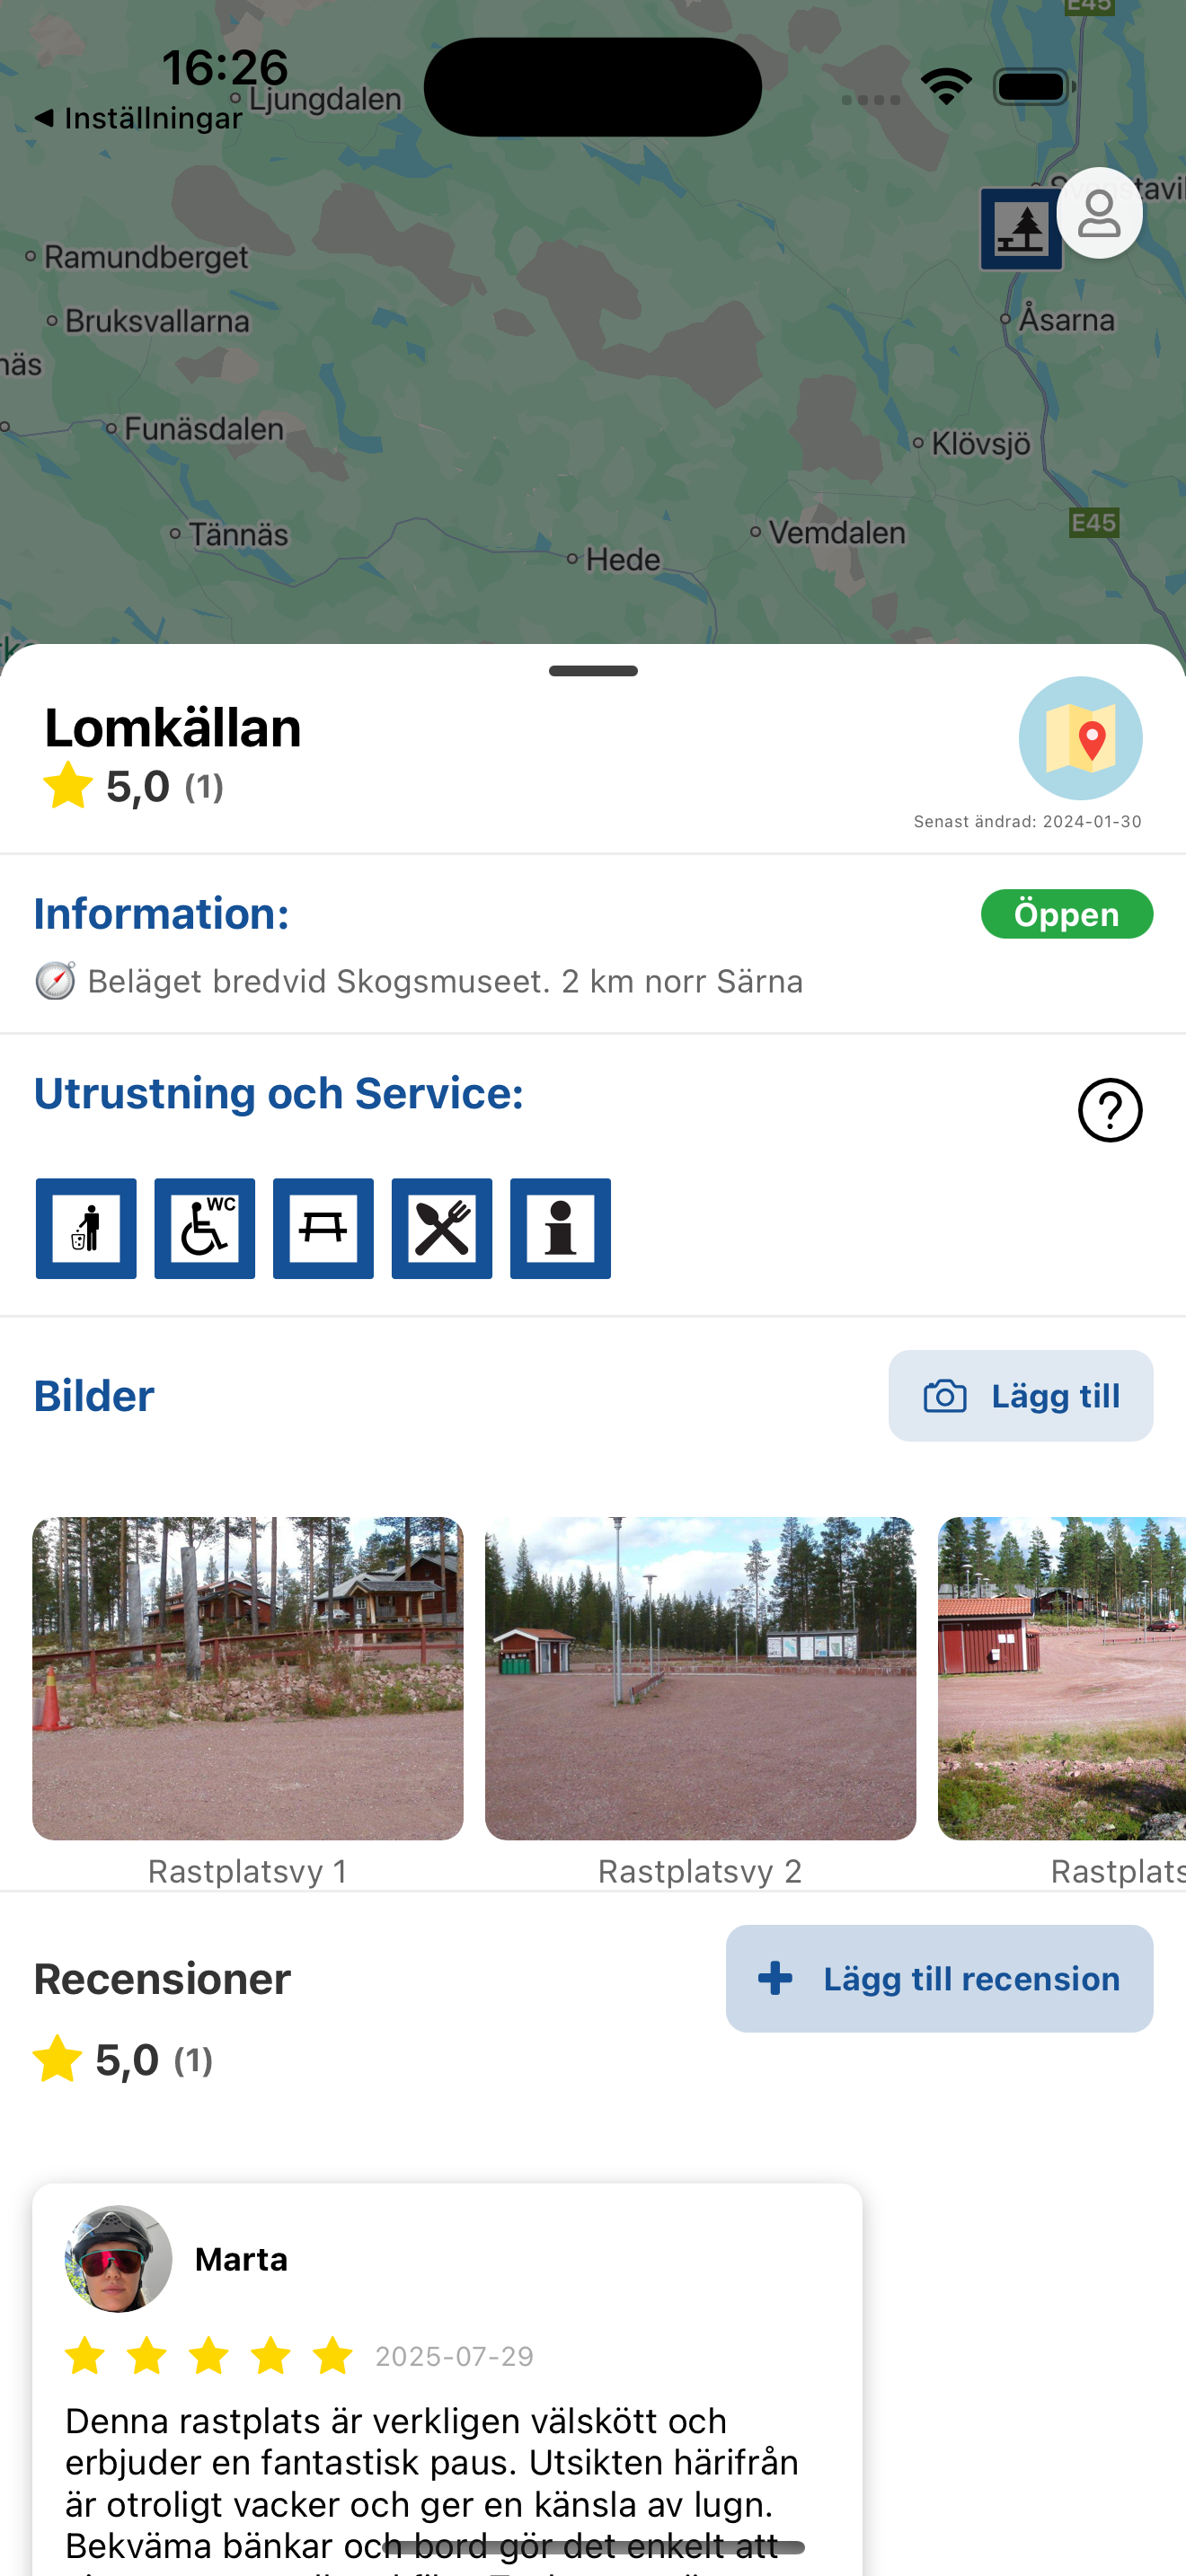 E45
16:26
Ljungdalen
Inställningar
Ramundberget
Bruksvallarna
Åsarna
näs
Funäsdalen
Klövsjö
Tännäs
Vemdalen
E45
Hede
Lomkällan
5,0 (1)
Senast ändrad: 2024-01-30
Information:
Öppen
Beläget bredvid Skogsmuseet. 2 km norr Särna
Utrustning och Service:
?
WC
Bilder
Lägg till
Rastplatsvy 1
Rastplatsvy 2
Rastplats
Recensioner
Lägg till recension
5,0 (1)
Marta
2025-07-29
Denna rastplats är verkligen välskött och
erbjuder en fantastisk paus. Utsikten härifrån
är otroligt vacker och ger en känsla av lugn.
Bekväma bänkar och bord gör det enkelt att